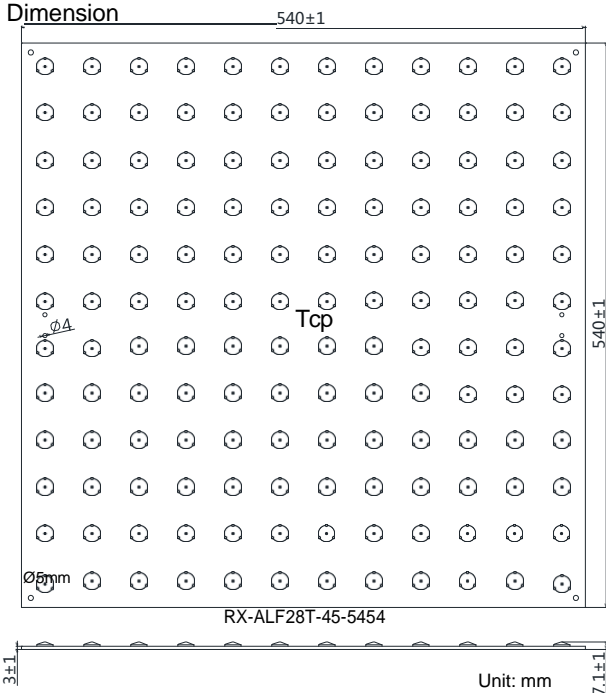 Dimension
540±1
540±1
Tcp
Ø4
Ø5mm
RX-ALF28T-45-5454
3±1
7.1±1
Unit: mm